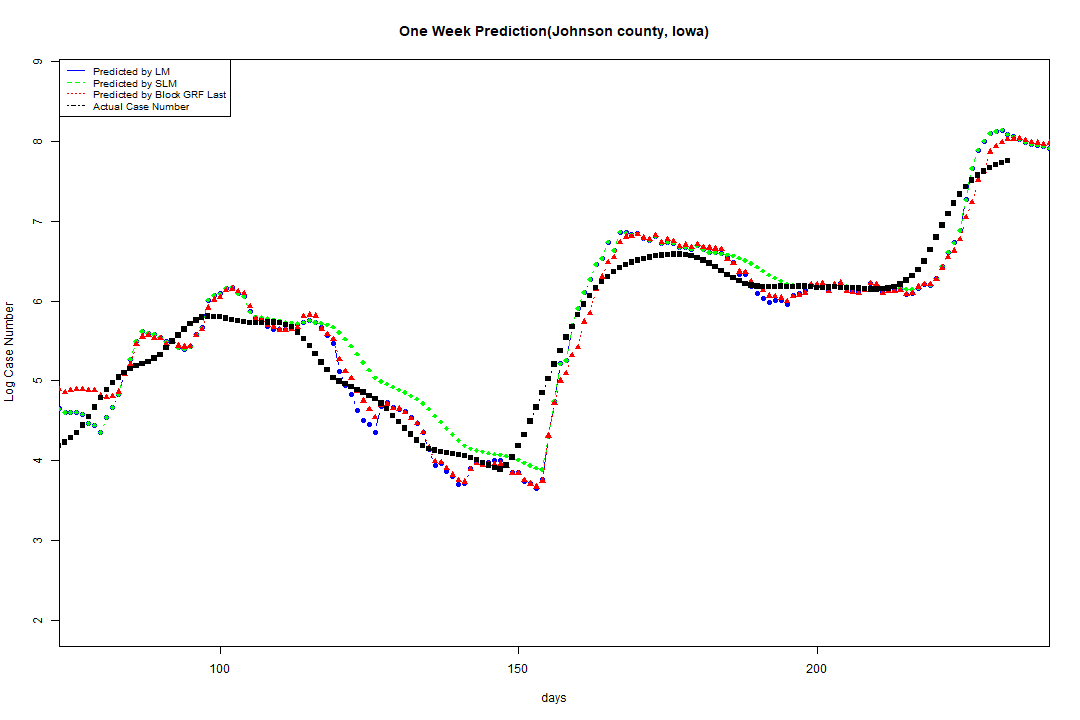 One Week Prediction(Johnson county, Iowa)
Predicted by LM
Predicted by SLM
Predicted by Block GRF Last
Actual Case Number
9
8
7
6
5
4
3
2
Log Case Number
100
150
200
days